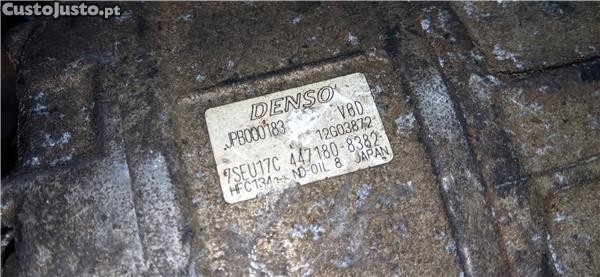 CustoJusto.pt
DENSO
JPB000183 V8D
12G03872
7SEU17C 447180-8382
HFC134a ND-OIL 8 JAPAN